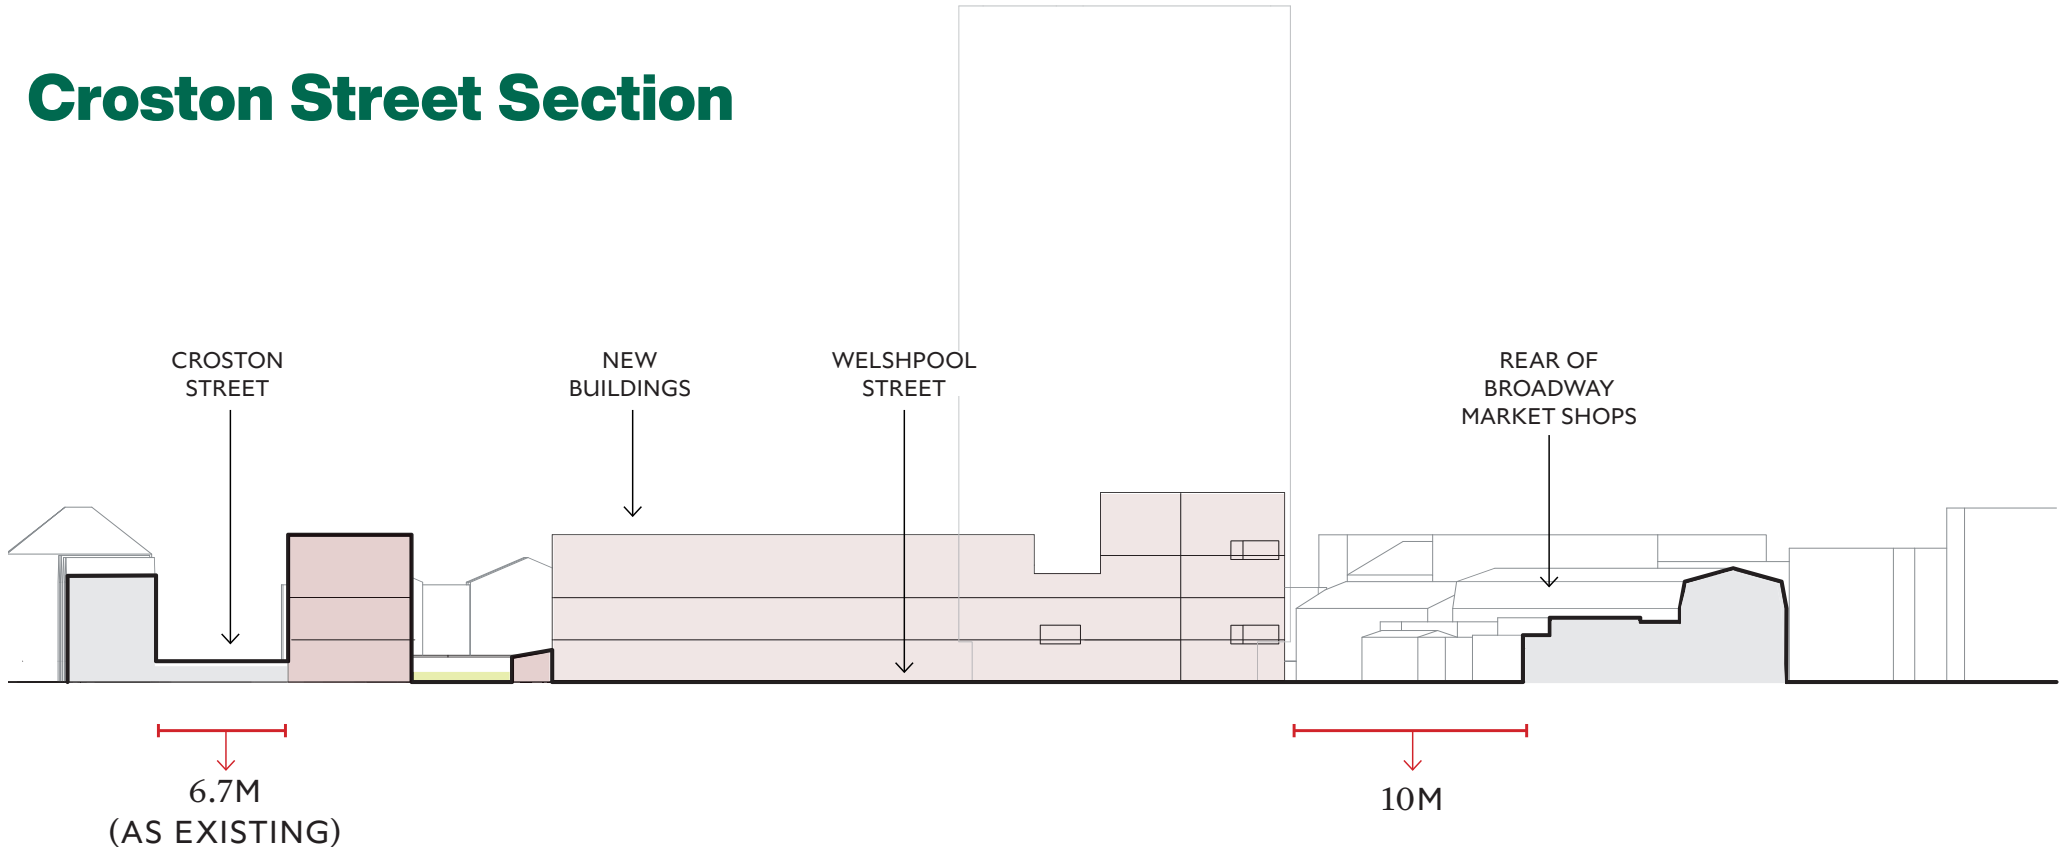 Croston Street Section
CROSTON
STREET
NEW
BUILDINGS
WELSHPOOL
STREET
REAR OF
BROADWAY
MARKET SHOPS
6.7M
(AS EXISTING)
10M